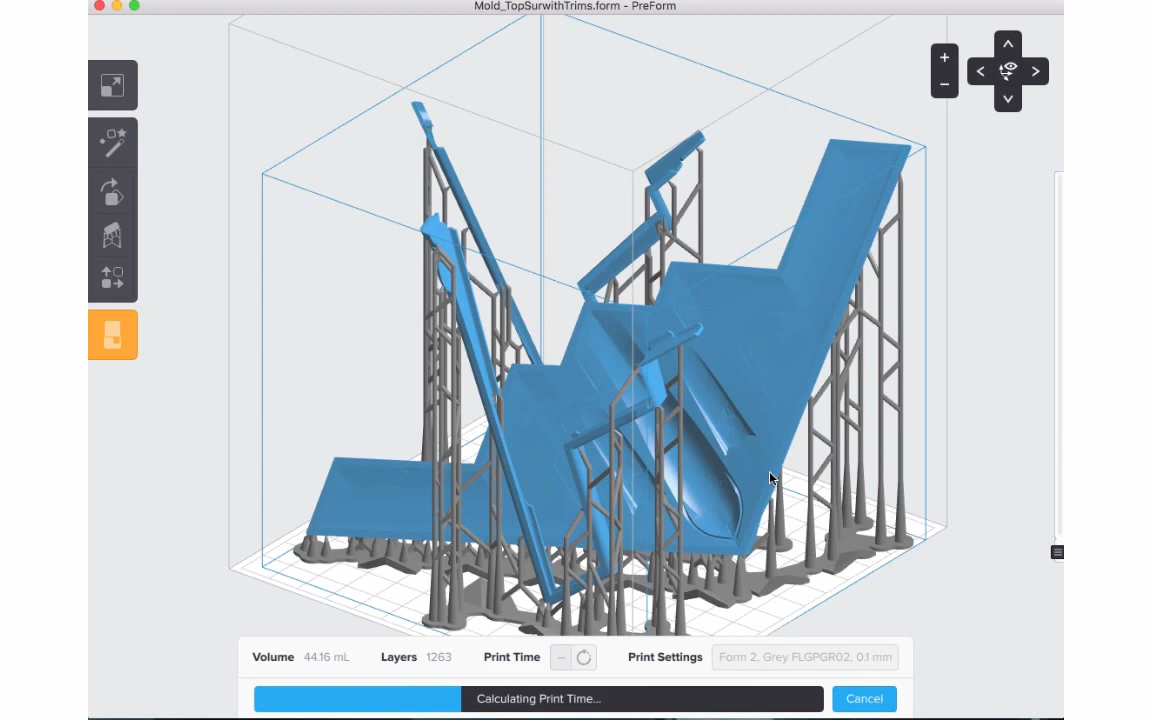 Mold_TopSurwithTrims.form - PreForm
Volume 44.16 mL Layers 1263 Print Time -- Print Settings Form 2, Grey FLGPGR02, 0.1 mm
Calculating Print Time... Cancel